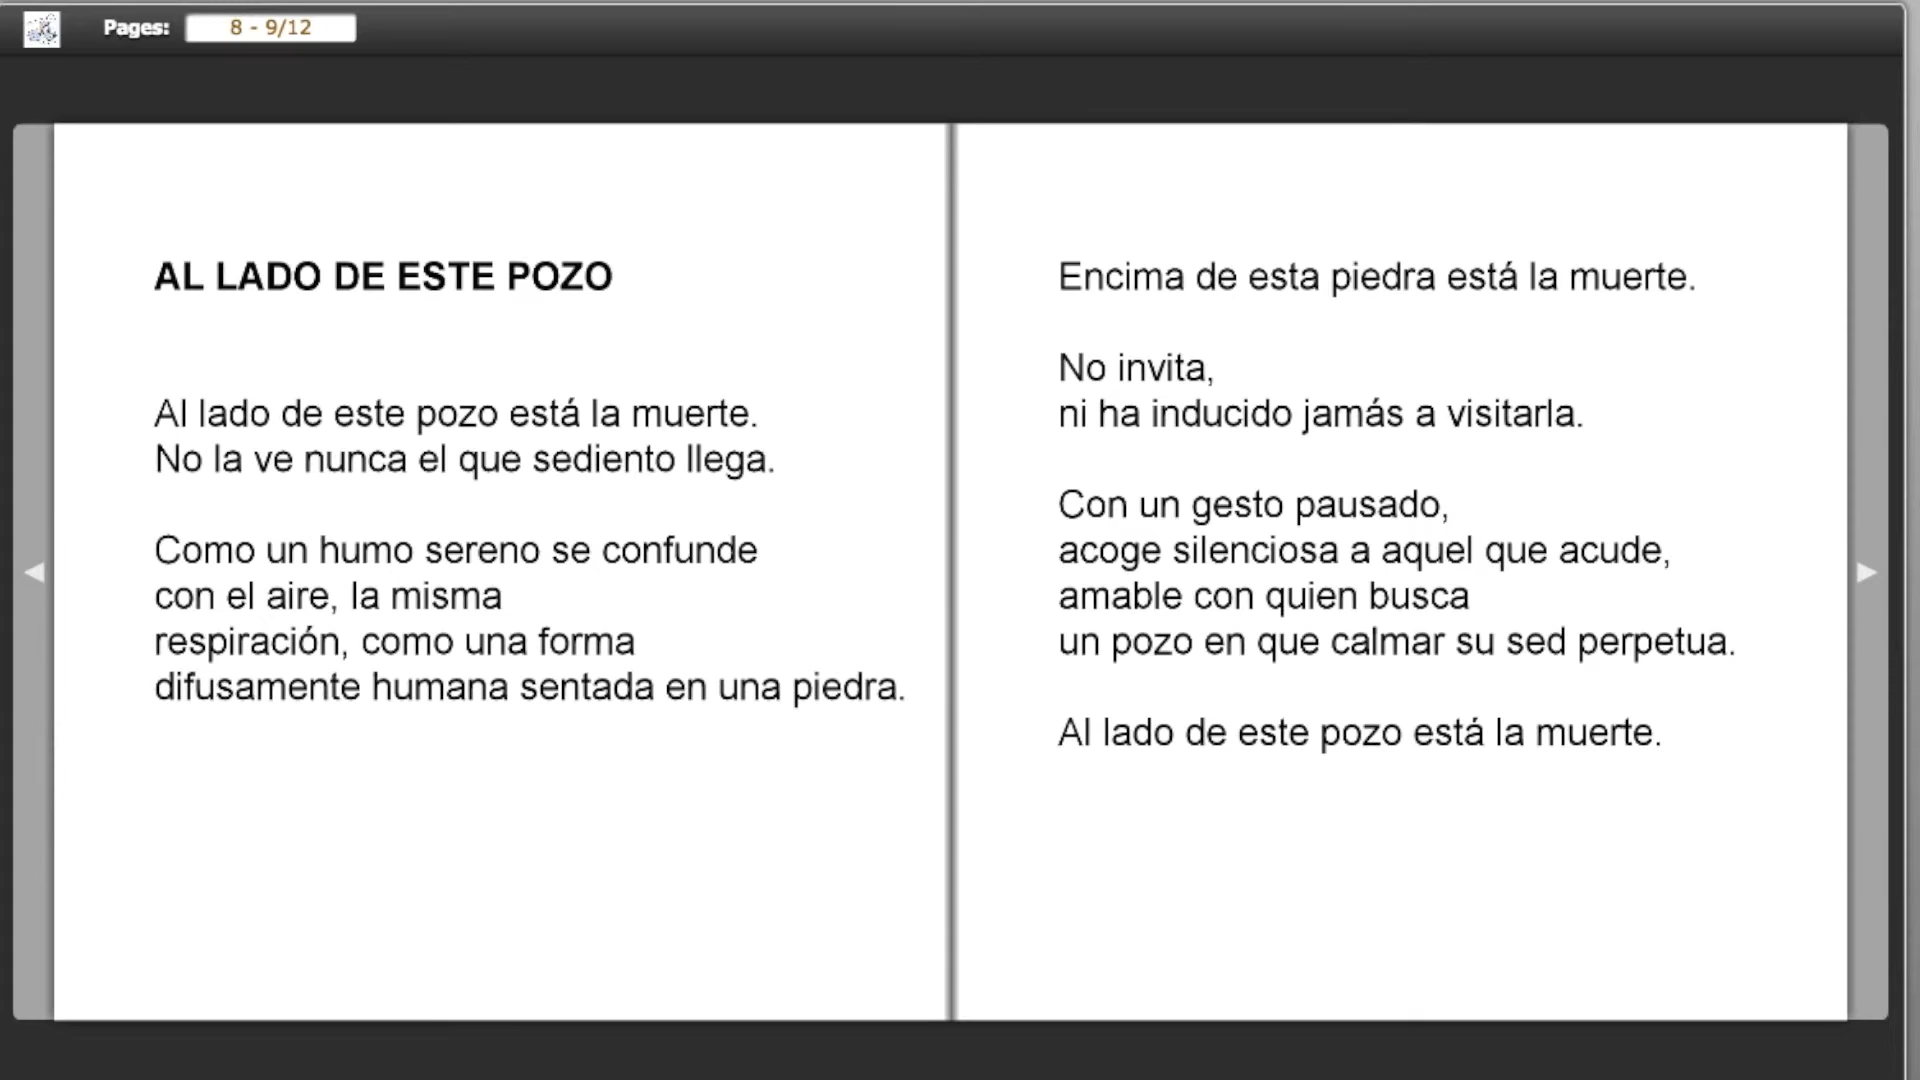 Pages: 8 - 9/12
AL LADO DE ESTE POZO
Al lado de este pozo está la muerte.
No la ve nunca el que sediento llega.
Como un humo sereno se confunde
con el aire, la misma
respiración, como una forma
difusamente humana sentada en una piedra.
Encima de esta piedra está la muerte.
No invita,
ni ha inducido jamás a visitarla.
Con un gesto pausado,
acoge silenciosa a aquel que acude,
amable con quien busca
un pozo en que calmar su sed perpetua.
Al lado de este pozo está la muerte.